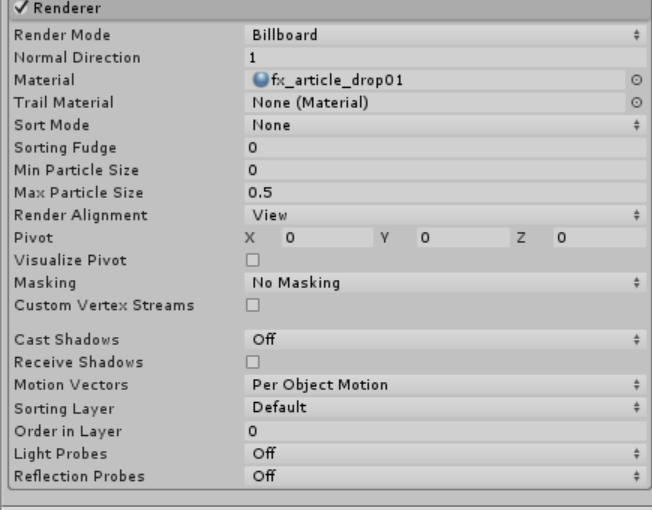 Renderer
Render Mode Billboard
Normal Direction 1
Material fx_article_drop01
Trail Material None (Material)
Sort Mode None
Sorting Fudge 0
Min Particle Size 0
Max Particle Size 0.5
Render Alignment View
Pivot X 0 Y 0 Z 0
Visualize Pivot
Masking No Masking
Custom Vertex Streams
Cast Shadows Off
Receive Shadows
Motion Vectors Per Object Motion
Sorting Layer Default
Order in Layer 0
Light Probes Off
Reflection Probes Off